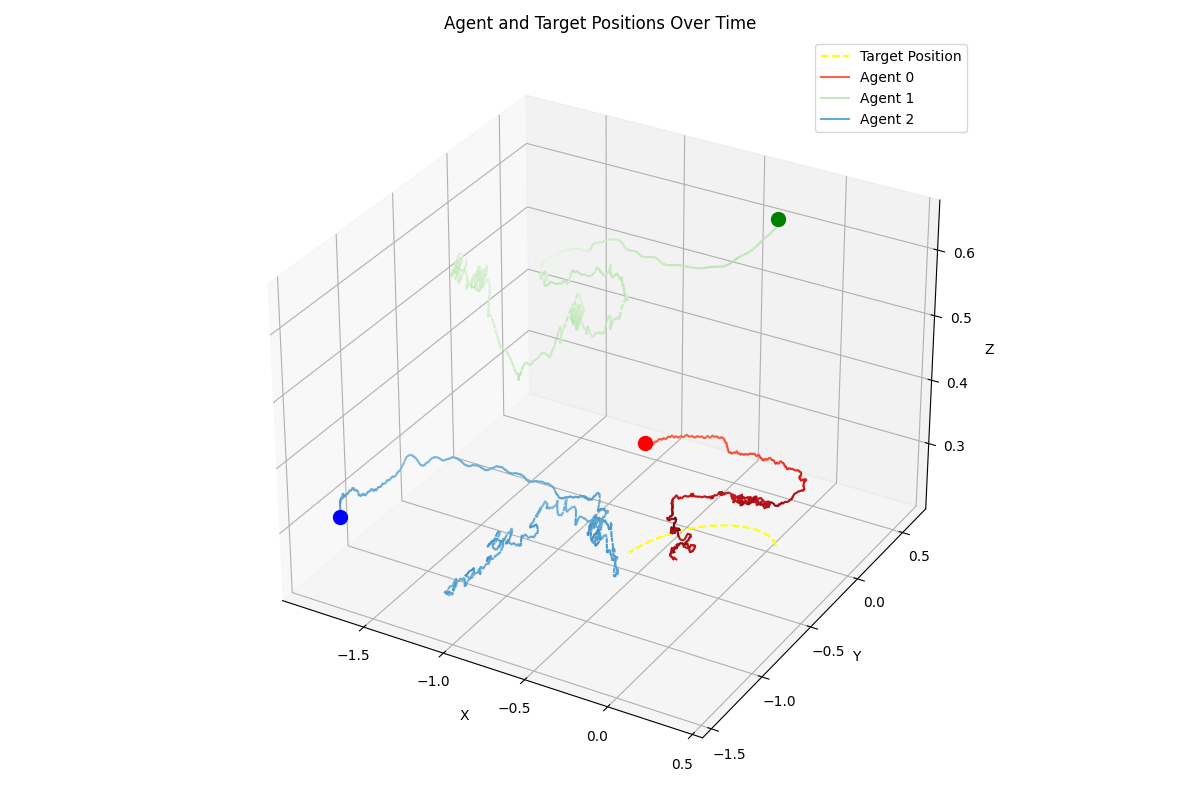 Agent and Target Positions Over Time
Target Position
Agent 0
Agent 1
Agent 2
0.6
0.5
Z
0.4
0.3
0.5
0.0
−0.5
Y
−1.0
−1.5
−1.5
−1.0
X
−0.5
0.0
0.5